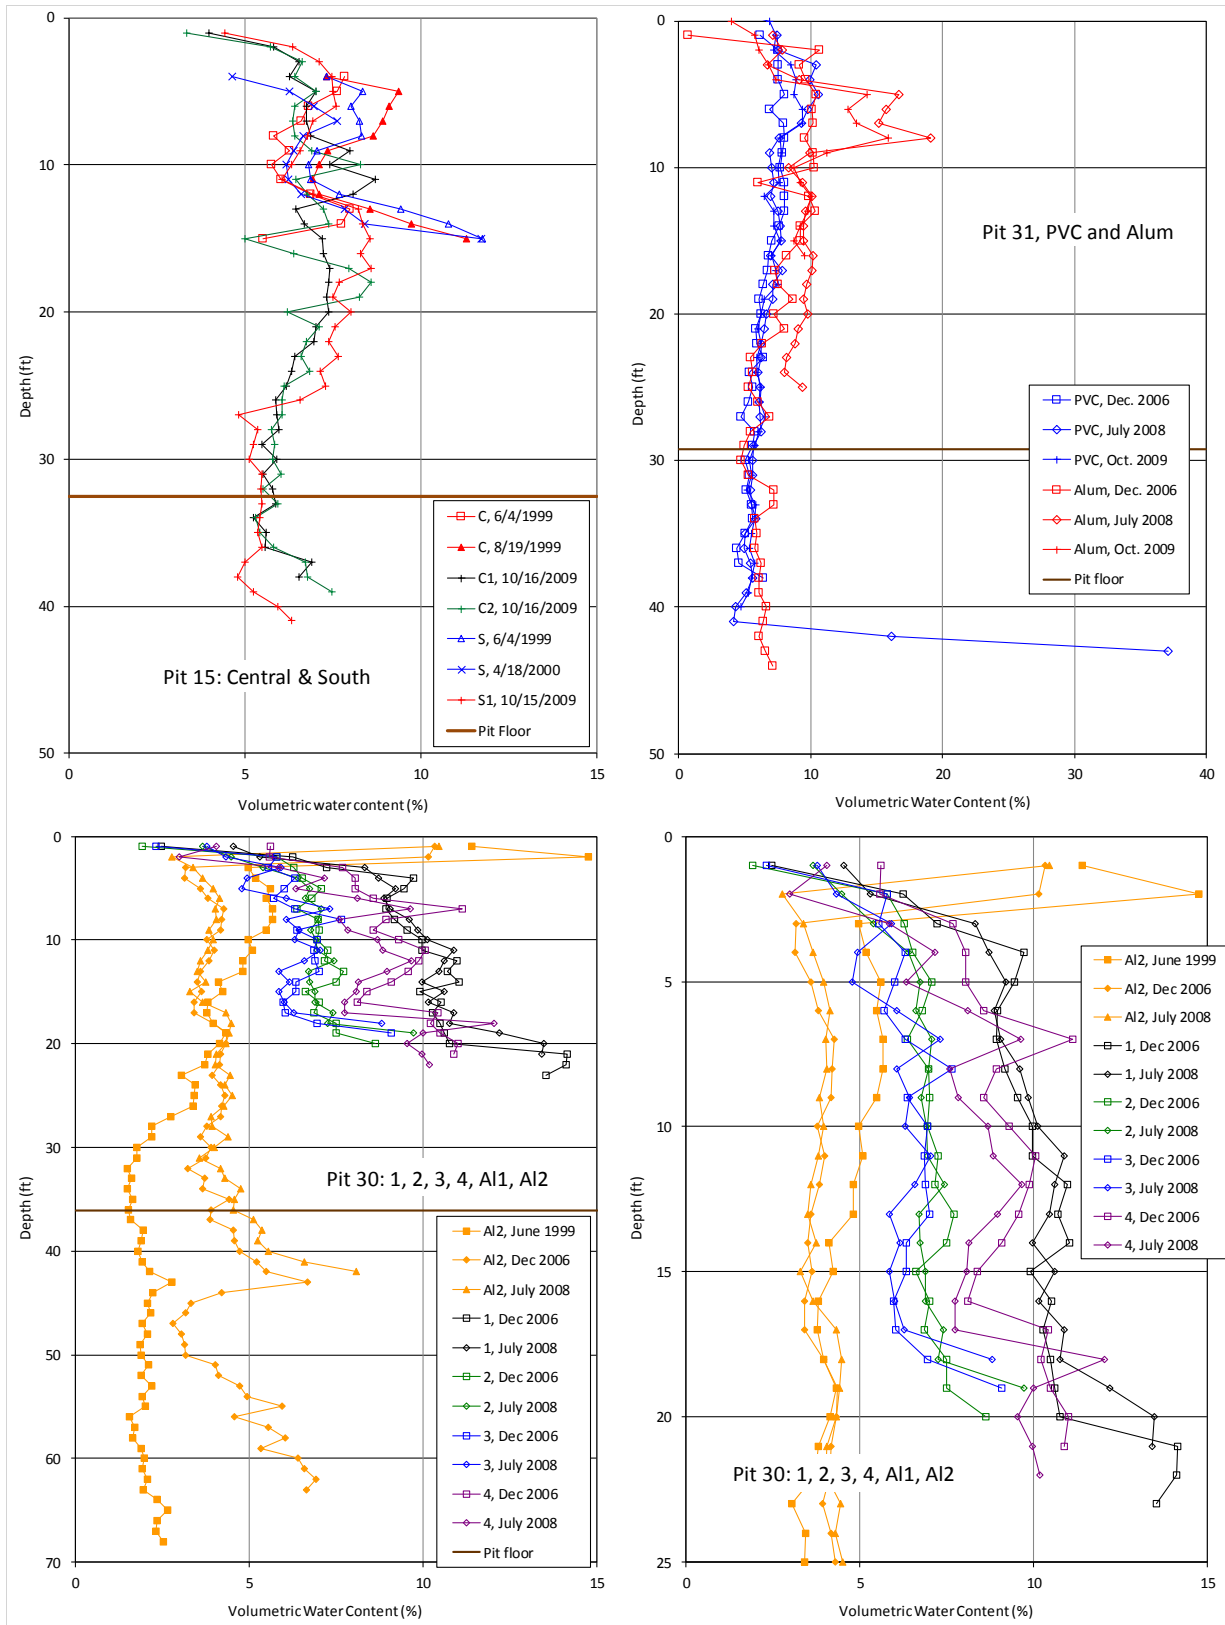 0
10
20
30
40
50
Depth (ft)
0 5 10 15
Volumetric water content (%)
Pit 15: Central & South
C, 6/4/1999
C, 8/19/1999
C1, 10/16/2009
C2, 10/16/2009
S, 6/4/1999
S, 4/18/2000
S1, 10/15/2009
Pit Floor
0
10
20
30
40
50
Depth (ft)
0 10 20 30 40
Volumetric Water Content (%)
Pit 31, PVC and Alum
PVC, Dec. 2006
PVC, July 2008
PVC, Oct. 2009
Alum, Dec. 2006
Alum, July 2008
Alum, Oct. 2009
Pit floor
0
10
20
30
40
50
60
70
Depth (ft)
0 5 10 15
Volumetric Water Content (%)
Pit 30: 1, 2, 3, 4, Al1, Al2
Al2, June 1999
Al2, Dec 2006
Al2, July 2008
1, Dec 2006
1, July 2008
2, Dec 2006
2, July 2008
3, Dec 2006
3, July 2008
4, Dec 2006
4, July 2008
Pit floor
0
5
10
15
20
25
Depth (ft)
0 5 10 15
Volumetric Water Content (%)
Pit 30: 1, 2, 3, 4, Al1, Al2
Al2, June 1999
Al2, Dec 2006
Al2, July 2008
1, Dec 2006
1, July 2008
2, Dec 2006
2, July 2008
3, Dec 2006
3, July 2008
4, Dec 2006
4, July 2008